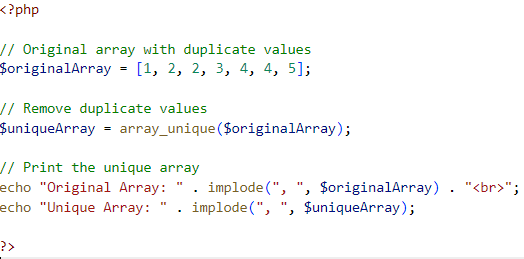 <?php
// Original array with duplicate values
$originalArray = [1, 2, 2, 3, 4, 4, 5];
// Remove duplicate values
$uniqueArray = array_unique($originalArray);
// Print the unique array
echo "Original Array: " . implode(", ", $originalArray) . "<br>";
echo "Unique Array: " . implode(", ", $uniqueArray);
?>